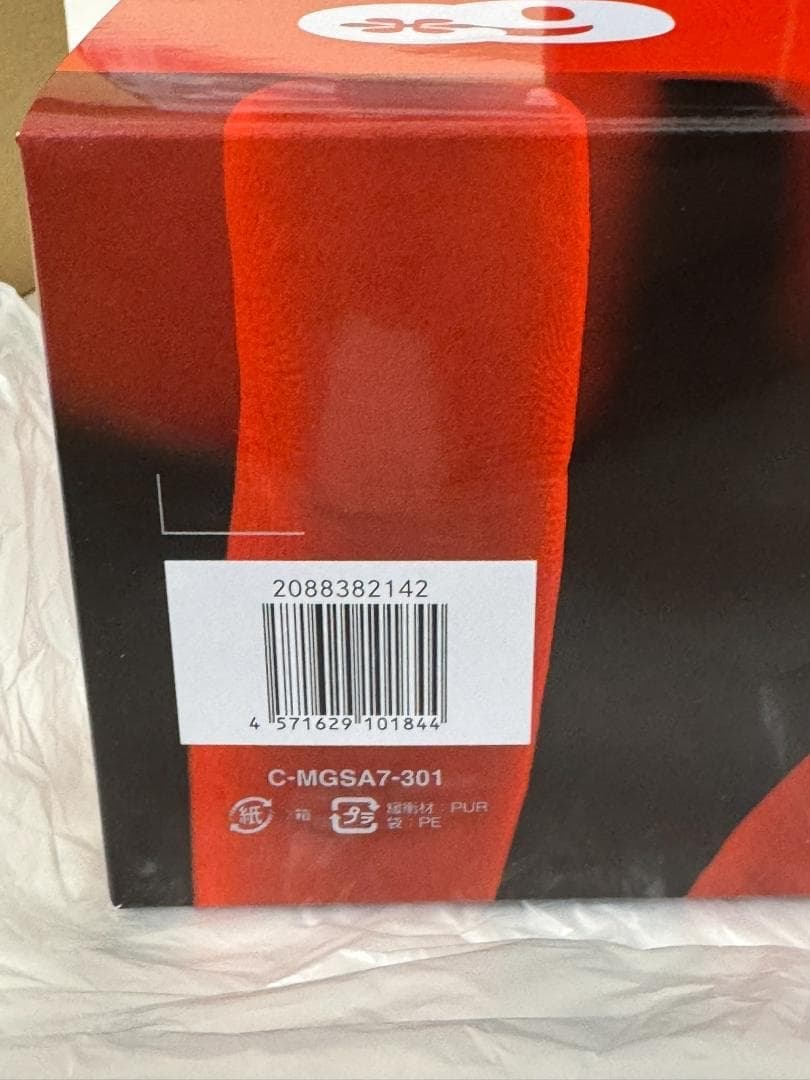 2088382142
4 571629 101844
C-MGSA7-301
紙 : 箱
プラ 緩衝材 : PUR
袋 : PE